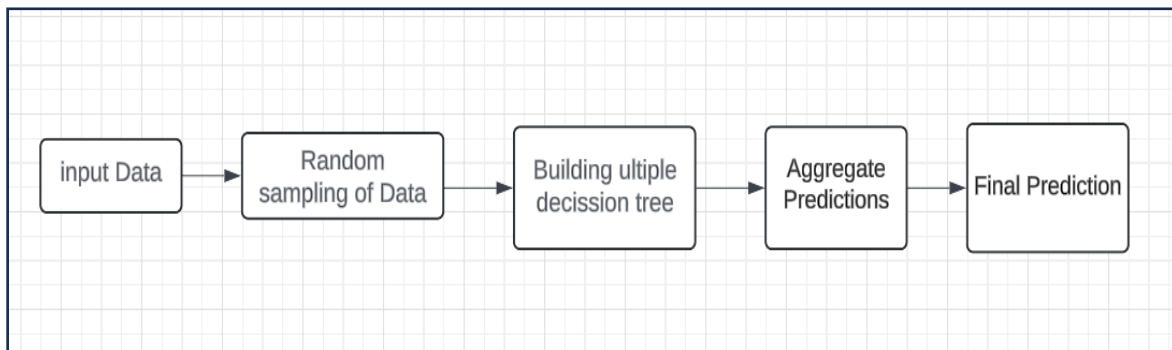 input Data
Random
sampling of Data
Building ultiple
decission tree
Aggregate
Predictions
Final Prediction